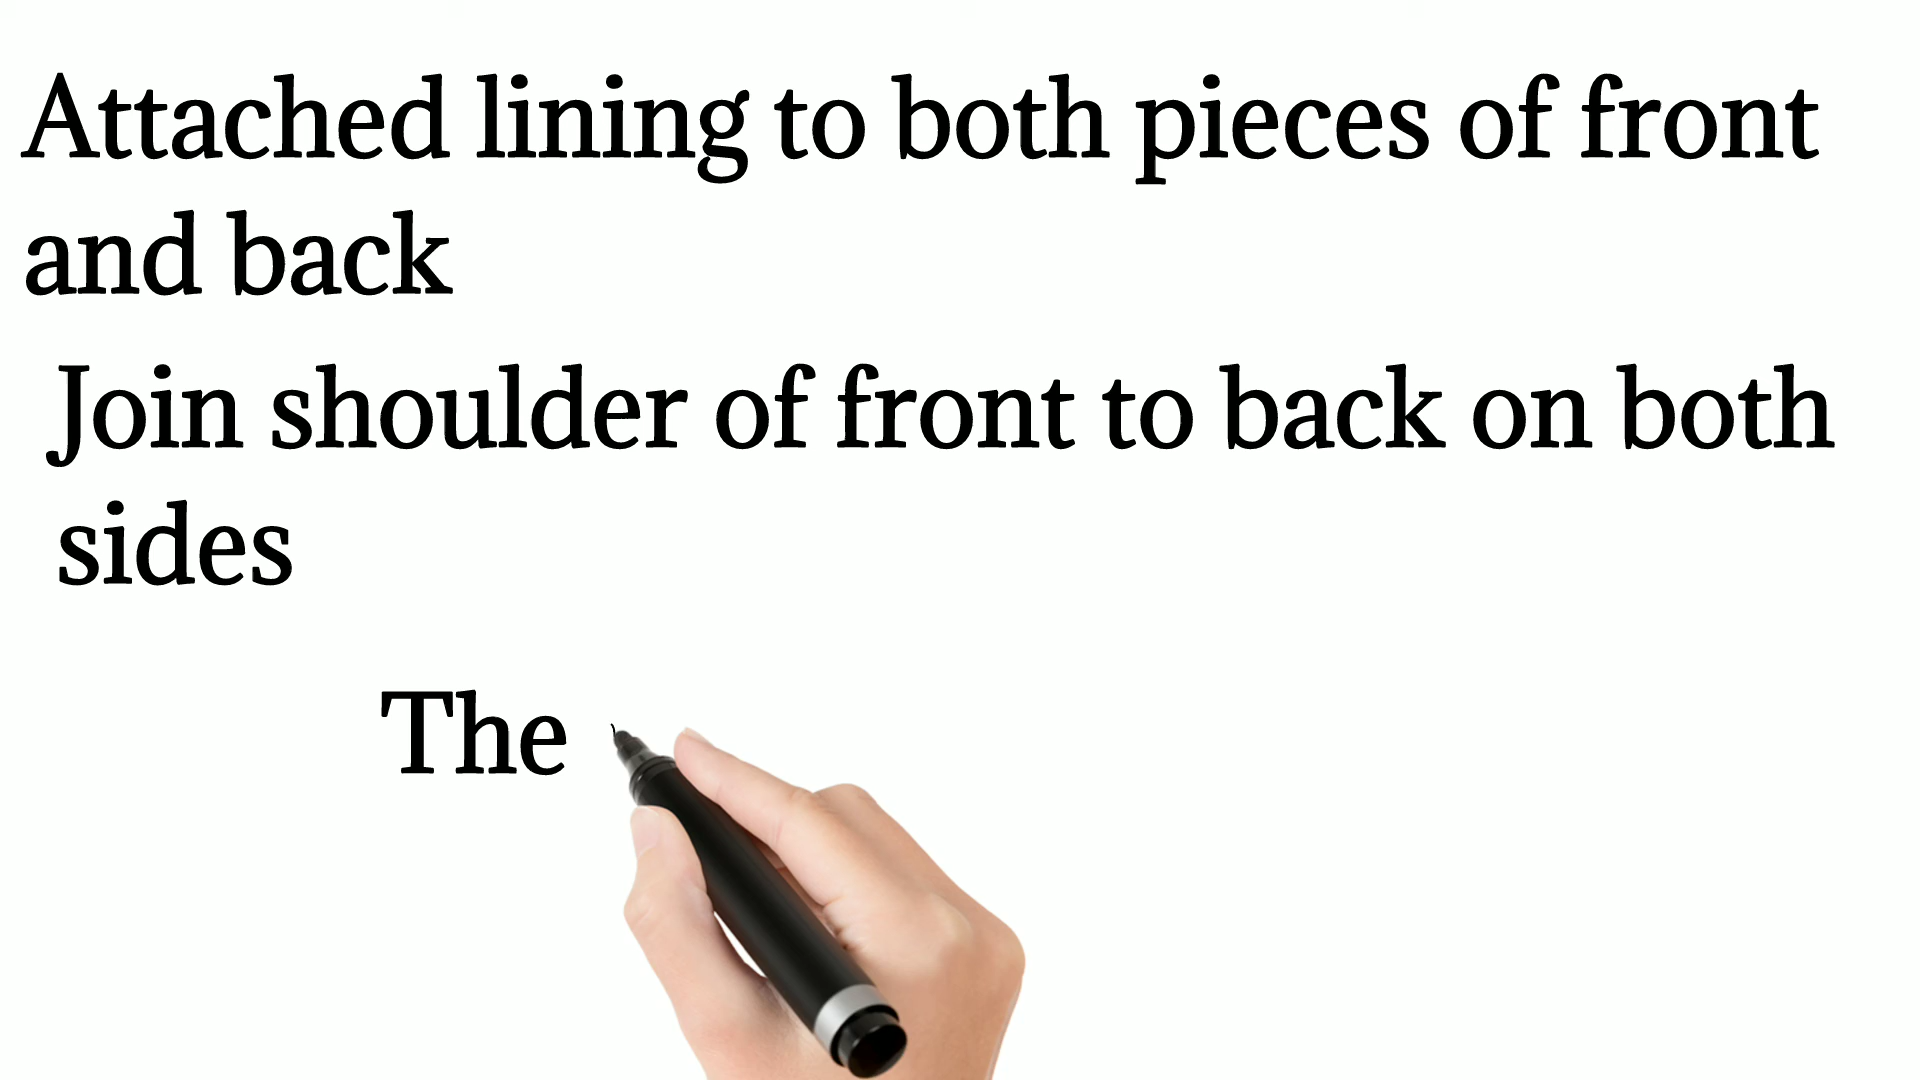 Attached lining to both pieces of front
and back
Join shoulder of front to back on both
sides
The